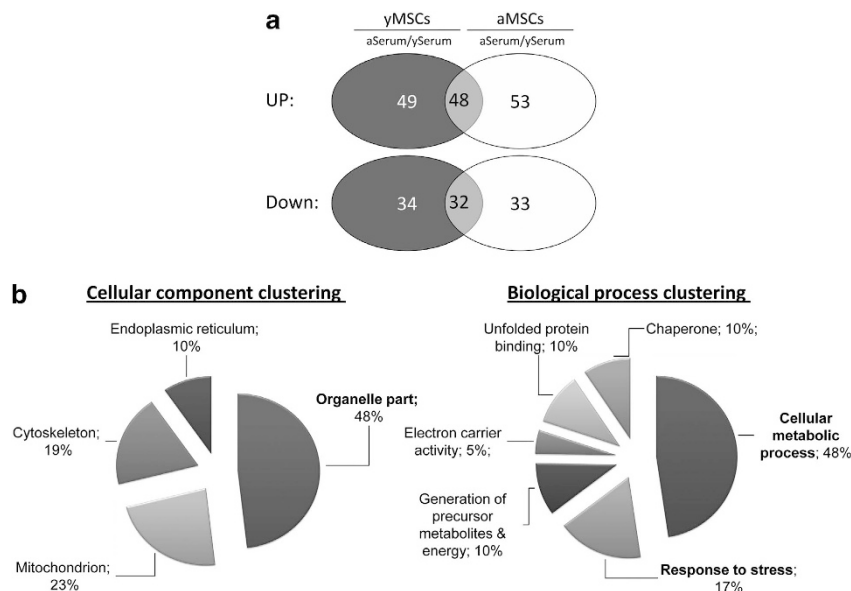 a
yMSCs
aMSCs
aSerum/ySerum
aSerum/ySerum
UP:
49
48
53
Down:
34
32
33
b
Cellular component clustering
Endoplasmic reticulum;
10%
Organelle part;
48%
Cytoskeleton;
19%
Mitochondrion;
23%
Biological process clustering
Unfolded protein
binding; 10%
Chaperone; 10%;
Cellular
metabolic
process; 48%
Electron carrier
activity; 5%;
Generation of
precursor
metabolites &
energy; 10%
Response to stress;
17%